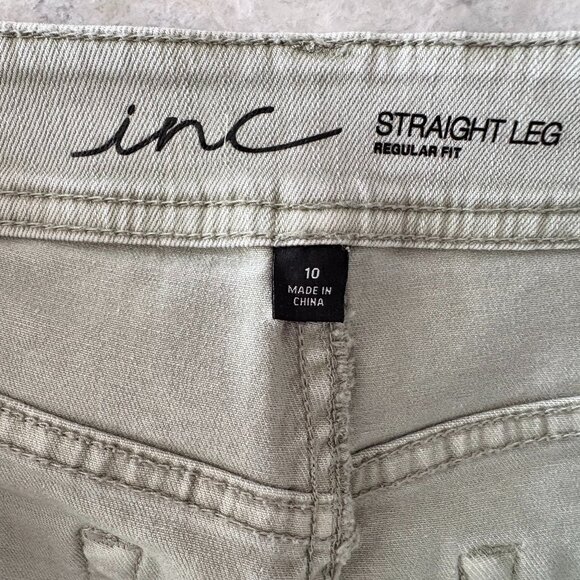 inc STRAIGHT LEG
REGULAR FIT
10
MADE IN
CHINA